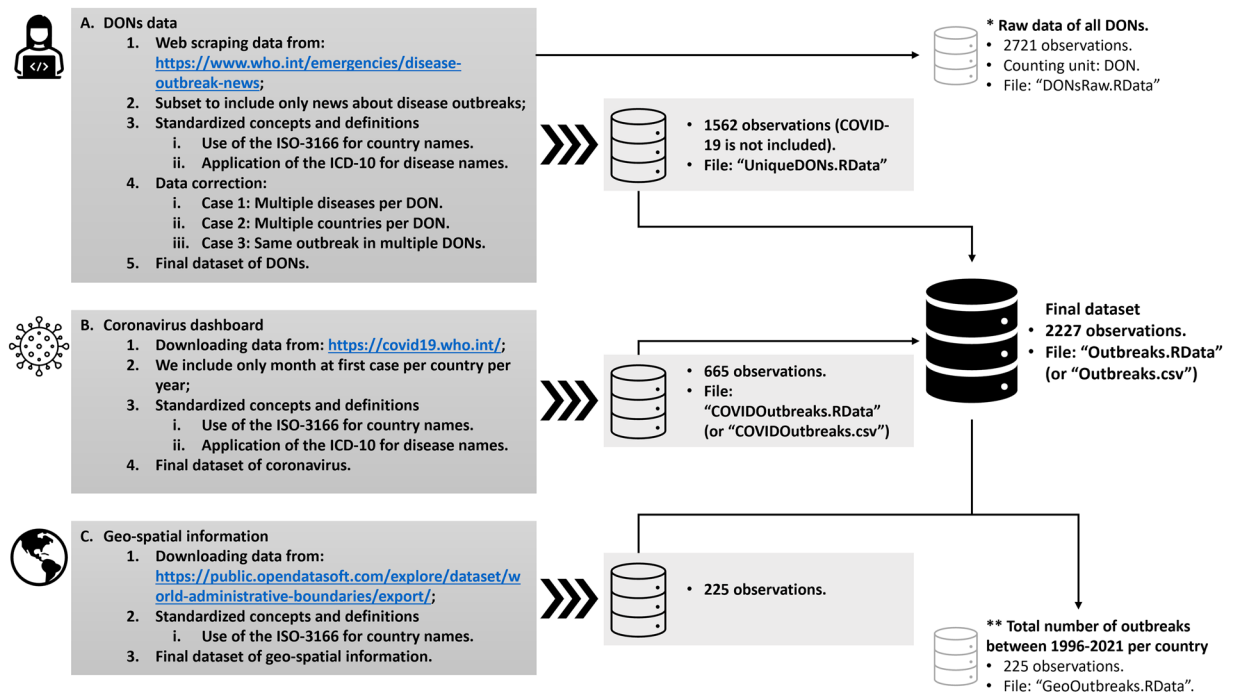 A. DONs data
1. Web scraping data from:
https://www.who.int/emergencies/disease-
outbreak-news;
2. Subset to include only news about disease outbreaks;
3. Standardized concepts and definitions
i. Use of the ISO-3166 for country names.
ii. Application of the ICD-10 for disease names.
4. Data correction:
i. Case 1: Multiple diseases per DON.
ii. Case 2: Multiple countries per DON.
iii. Case 3: Same outbreak in multiple DONs.
5. Final dataset of DONs.
* Raw data of all DONs.
• 2721 observations.
• Counting unit: DON.
• File: “DONsRaw.RData”
• 1562 observations (COVID-
19 is not included).
• File: “UniqueDONs.RData”
B. Coronavirus dashboard
1. Downloading data from: https://covid19.who.int/;
2. We include only month at first case per country per
year;
3. Standardized concepts and definitions
i. Use of the ISO-3166 for country names.
ii. Application of the ICD-10 for disease names.
4. Final dataset of coronavirus.
• 665 observations.
• File:
“COVIDOutbreaks.RData”
(or “COVIDOutbreaks.csv”)
Final dataset
• 2227 observations.
• File: “Outbreaks.RData”
(or “Outbreaks.csv”)
C. Geo-spatial information
1. Downloading data from:
https://public.opendatasoft.com/explore/dataset/w
orld-administrative-boundaries/export/;
2. Standardized concepts and definitions
i. Use of the ISO-3166 for country names.
3. Final dataset of geo-spatial information.
• 225 observations.
** Total number of outbreaks
between 1996-2021 per country
• 225 observations.
• File: “GeoOutbreaks.RData”.